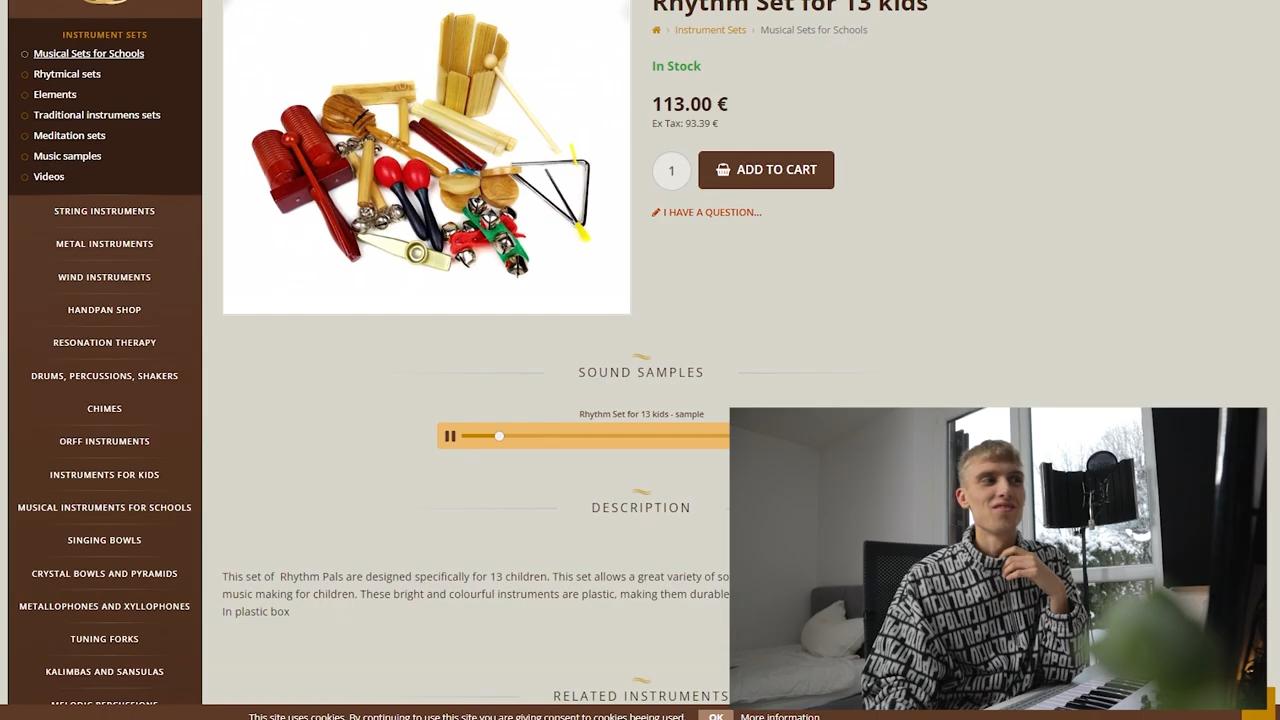 INSTRUMENT SETS
Musical Sets for Schools
Rhytmical sets
Elements
Traditional instrumens sets
Meditation sets
Music samples
Videos
STRING INSTRUMENTS
METAL INSTRUMENTS
WIND INSTRUMENTS
HANDPAN SHOP
RESONATION THERAPY
DRUMS, PERCUSSIONS, SHAKERS
CHIMES
ORFF INSTRUMENTS
INSTRUMENTS FOR KIDS
MUSICAL INSTRUMENTS FOR SCHOOLS
SINGING BOWLS
CRYSTAL BOWLS AND PYRAMIDS
METALLOPHONES AND XYLLOPHONES
TUNING FORKS
KALIMBAS AND SANSULAS
MELODIC PERCUSSIONS
Rhythm Set for 13 kids
Instrument Sets › Musical Sets for Schools
In Stock
113.00 €
Ex Tax: 93.39 €
1 ADD TO CART
I HAVE A QUESTION...
SOUND SAMPLES
Rhythm Set for 13 kids - sample
DESCRIPTION
This set of Rhythm Pals are designed specifically for 13 children. This set allows a great variety of so
music making for children. These bright and colourful instruments are plastic, making them durable
In plastic box
RELATED INSTRUMENTS
This site uses cookies. By continuing to use this site you are giving consent to cookies beeing used. OK More information